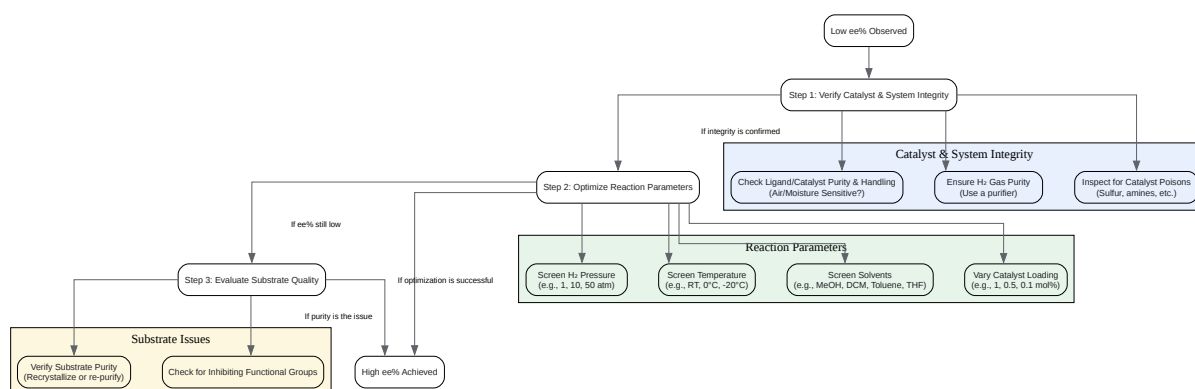 Low ee% Observed
Step 1: Verify Catalyst & System Integrity
If integrity is confirmed
Catalyst & System Integrity
Check Ligand/Catalyst Purity & Handling
(Air/Moisture Sensitive?)
Ensure H₂ Gas Purity
(Use a purifier)
Inspect for Catalyst Poisons
(Sulfur, amines, etc.)
Step 2: Optimize Reaction Parameters
If ee% still low
Reaction Parameters
Screen H₂ Pressure
(e.g., 1, 10, 50 atm)
Screen Temperature
(e.g., RT, 0°C, -20°C)
Screen Solvents
(e.g., MeOH, DCM, Toluene, THF)
Vary Catalyst Loading
(e.g., 1, 0.5, 0.1 mol%)
Step 3: Evaluate Substrate Quality
If optimization is successful
If purity is the issue
Substrate Issues
Verify Substrate Purity
(Recrystallize or re-purify)
Check for Inhibiting Functional Groups
High ee% Achieved